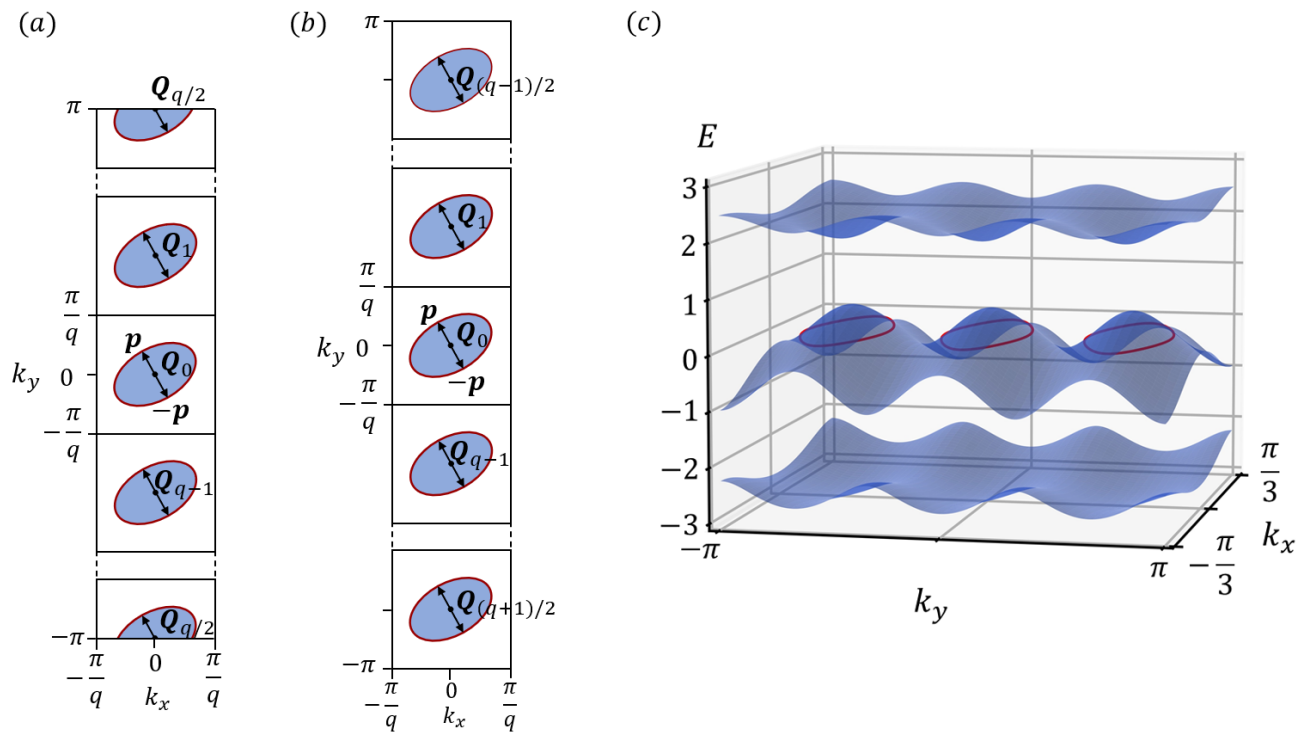 (a)
Q_{q/2}
π
Q_1
π/q
p
k_y 0
Q_0
-p
-π/q
Q_{q-1}
Q_{q/2}
-π
-π/q 0 π/q
k_x
(b)
π
Q_{(q-1)/2}
Q_1
π/q
p
k_y 0
Q_0
-p
-π/q
Q_{q-1}
Q_{(q+1)/2}
-π
-π/q 0 π/q
k_x
(c)
E
3
2
1
0
-1
-2
-3
-π
π
k_y
-π/3
π/3
k_x